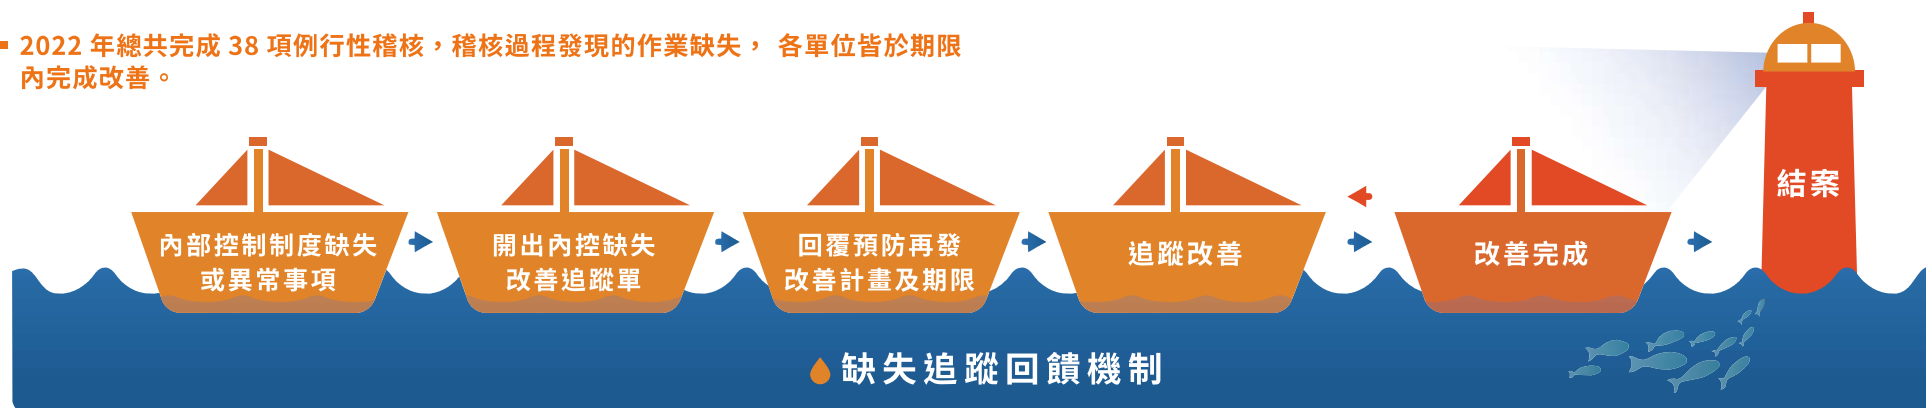 2022 年總共完成 38 項例行性稽核，稽核過程發現的作業缺失， 各單位皆於期限
內完成改善。
結案
內部控制制度缺失
或異常事項
開出內控缺失
改善追蹤單
回覆預防再發
改善計畫及期限
追蹤改善
改善完成
缺失追蹤回饋機制